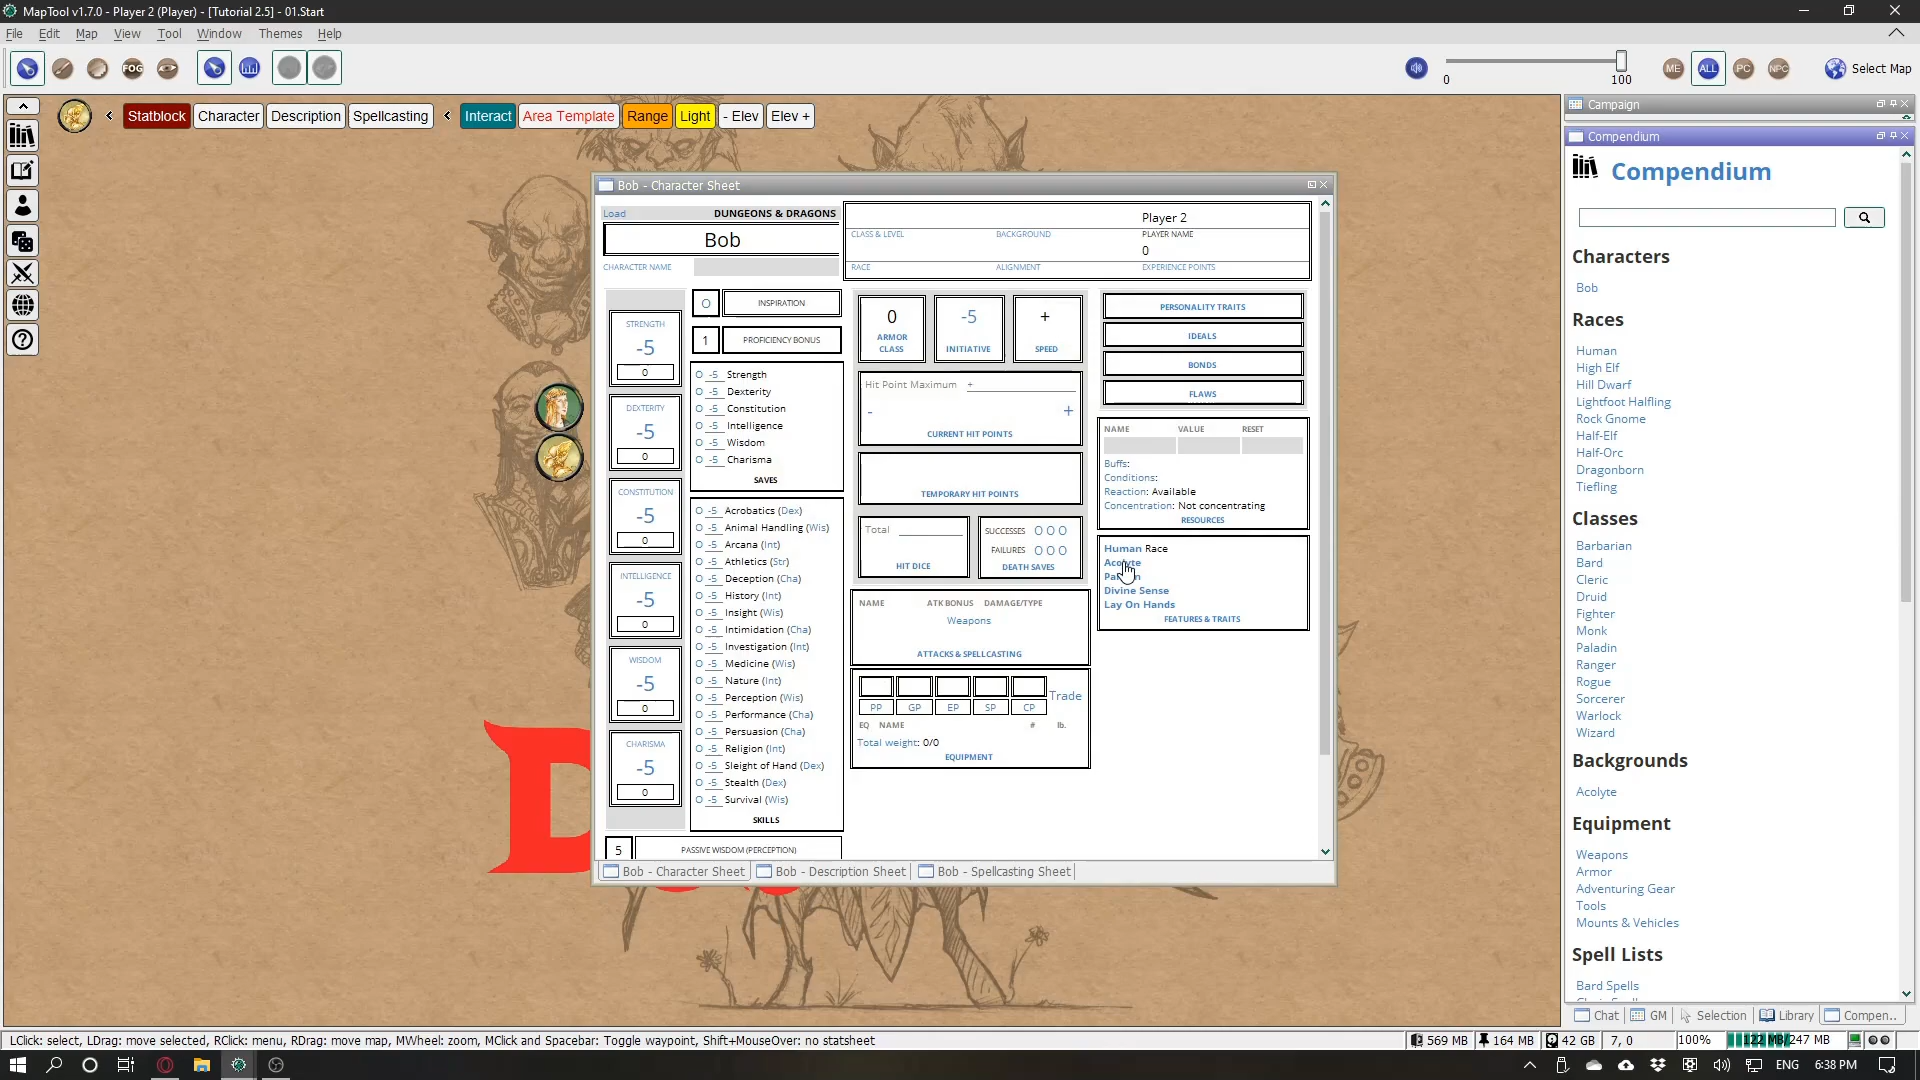 MapTool v1.7.0 - Player 2 (Player) - [Tutorial 2.5] - 01.Start
File Edit Map View Tool Window Themes Help
FOG
0 100
ME ALL PC NPC Select Map
Statblock Character Description Spellcasting Interact Area Template Range Light - Elev Elev +
Campaign
Compendium
Compendium
Characters
Bob
Races
Human
High Elf
Hill Dwarf
Lightfoot Halfling
Rock Gnome
Half-Elf
Half-Orc
Dragonborn
Tiefling
Classes
Barbarian
Bard
Cleric
Druid
Fighter
Monk
Paladin
Ranger
Rogue
Sorcerer
Warlock
Wizard
Backgrounds
Acolyte
Equipment
Weapons
Armor
Adventuring Gear
Tools
Mounts & Vehicles
Spell Lists
Bard Spells
Chat GM Selection Library Compen..
Bob - Character Sheet
Load DUNGEONS & DRAGONS
Bob
CHARACTER NAME
Player 2
CLASS & LEVEL BACKGROUND PLAYER NAME
0
RACE ALIGNMENT EXPERIENCE POINTS
STRENGTH
-5
0
DEXTERITY
-5
0
CONSTITUTION
-5
0
INTELLIGENCE
-5
0
WISDOM
-5
0
CHARISMA
-5
0
O INSPIRATION
1 PROFICIENCY BONUS
O -5 Strength
O -5 Dexterity
O -5 Constitution
O -5 Intelligence
O -5 Wisdom
O -5 Charisma
SAVES
O -5 Acrobatics (Dex)
O -5 Animal Handling (Wis)
O -5 Arcana (Int)
O -5 Athletics (Str)
O -5 Deception (Cha)
O -5 History (Int)
O -5 Insight (Wis)
O -5 Intimidation (Cha)
O -5 Investigation (Int)
O -5 Medicine (Wis)
O -5 Nature (Int)
O -5 Perception (Wis)
O -5 Performance (Cha)
O -5 Persuasion (Cha)
O -5 Religion (Int)
O -5 Sleight of Hand (Dex)
O -5 Stealth (Dex)
O -5 Survival (Wis)
SKILLS
5 PASSIVE WISDOM (PERCEPTION)
0 -5 +
ARMOR CLASS INITIATIVE SPEED
Hit Point Maximum +
- +
CURRENT HIT POINTS
TEMPORARY HIT POINTS
Total
HIT DICE
SUCCESSES O O O
FAILURES O O O
DEATH SAVES
NAME ATK BONUS DAMAGE/TYPE
Weapons
ATTACKS & SPELLCASTING
Trade
PP GP EP SP CP
EQ NAME # lb.
Total weight: 0/0
EQUIPMENT
PERSONALITY TRAITS
IDEALS
BONDS
FLAWS
NAME VALUE RESET
Buffs:
Conditions:
Reaction: Available
Concentration: Not concentrating
RESOURCES
Human Race
Divine Sense
Lay On Hands
FEATURES & TRAITS
Bob - Character Sheet Bob - Description Sheet Bob - Spellcasting Sheet
LClick: select, LDrag: move selected, RClick: menu, RDrag: move map, MWheel: zoom, MClick and Spacebar: Toggle waypoint, Shift+MouseOver: no statsheet
569 MB 164 MB 42 GB 7, 0 100% 122 MB/247 MB
ENG 6:38 PM